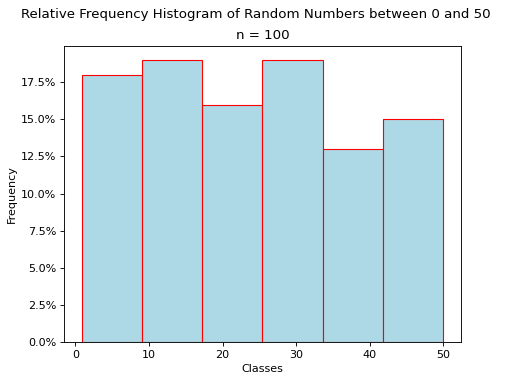 Relative Frequency Histogram of Random Numbers between 0 and 50
n = 100
17.5%
15.0%
12.5%
10.0%
7.5%
5.0%
2.5%
0.0%
Frequency
0 10 20 30 40 50
Classes